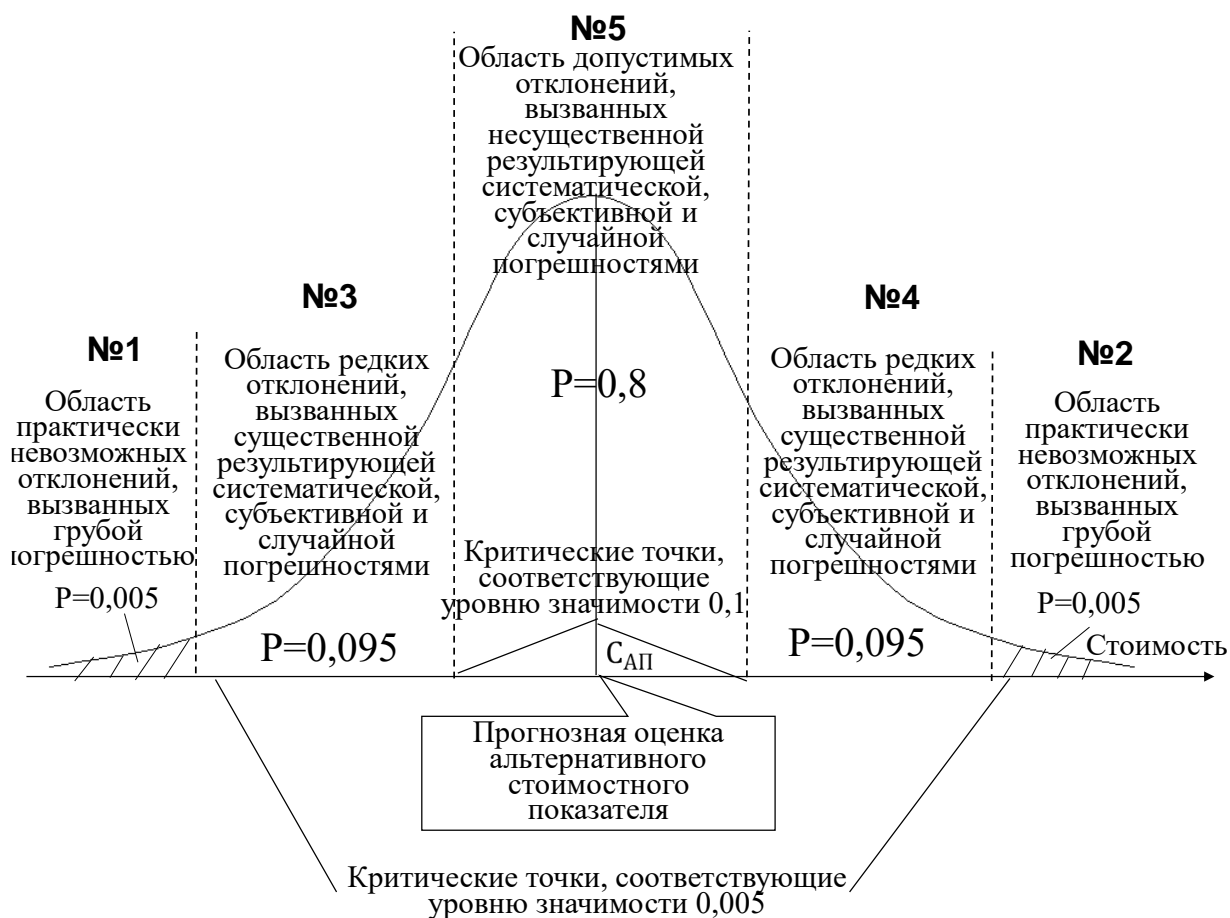 №5
Область допустимых
отклонений,
вызванных
несущественной
результирующей
систематической,
субъективной и
случайной
погрешностями
№3
Область редких
отклонений,
вызванных
существенной
результирующей
систематической,
субъективной и
случайной
погрешностями
№4
Область редких
отклонений,
вызванных
существенной
результирующей
систематической,
субъективной и
случайной
погрешностями
№1
Область
практически
невозможных
отклонений,
вызванных
грубой
погрешностью
P=0,005
№2
Область
практически
невозможных
отклонений,
вызванных
грубой
погрешностью
P=0,005
P=0,8
Критические точки,
соответствующие
уровню значимости 0,1
P=0,095
САП
P=0,095
Стоимость
Прогнозная оценка
альтернативного
стоимостного
показателя
Критические точки, соответствующие
уровню значимости 0,005